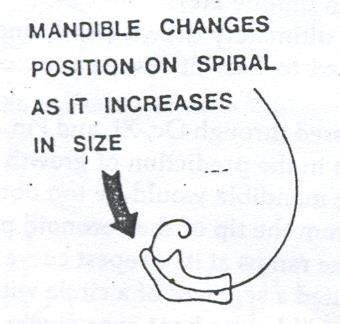 MANDIBLE CHANGES
POSITION ON SPIRAL
AS IT INCREASES
IN SIZE